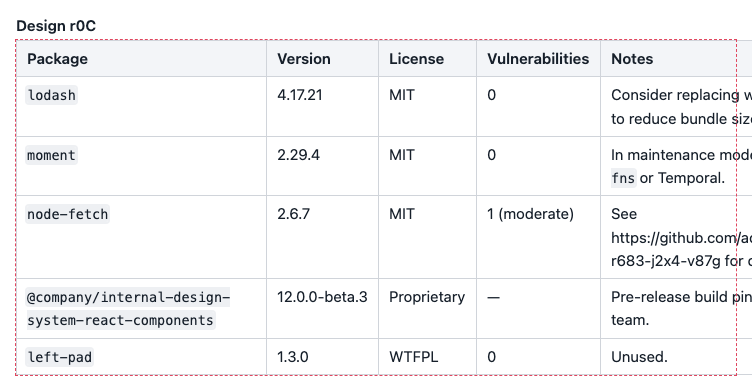 Design r0C
Package Version License Vulnerabilities Notes
lodash 4.17.21 MIT 0 Consider replacing
to reduce bundle
moment 2.29.4 MIT 0 In maintenance
fns or Temporal.
node-fetch 2.6.7 MIT 1 (moderate) See
https://github.com/
r683-j2x4-v87g for
@company/internal-design-
system-react-components 12.0.0-beta.3 Proprietary — Pre-release build
team.
left-pad 1.3.0 WTFPL 0 Unused.